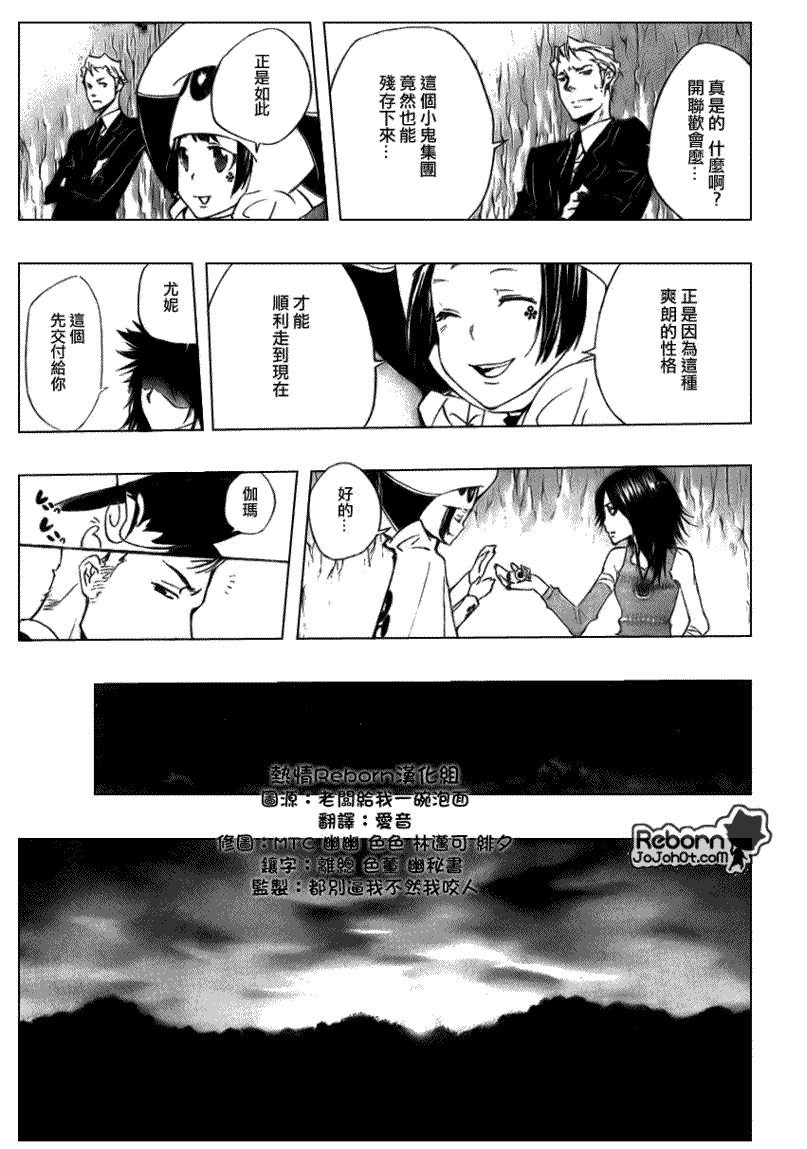 真是的 什麼啊?
開聯歡會麼…
這個小鬼集團
竟然也能
殘存下來…
正是如此
正是因為這種
爽朗的性格
才能
順利走到現在
尤妮
這個
先交付給你
好的…
伽瑪
熱情Reborn漢化組
圖源：老闆給我一碗泡面
翻譯：愛音
修圖：MTC 幽幽 色色 林邁可 緋夕
鑲字：雜總 色董 幽秘書
監製：都別逼我不然我咬人
Reborn
JoJoHot.com